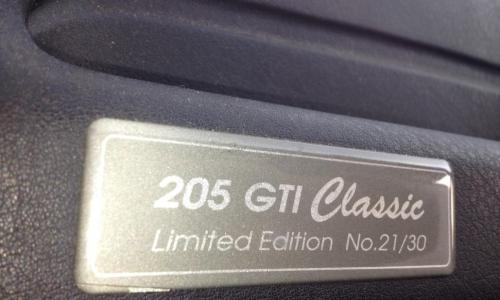 205 GTI Classic
Limited Edition No.21/30